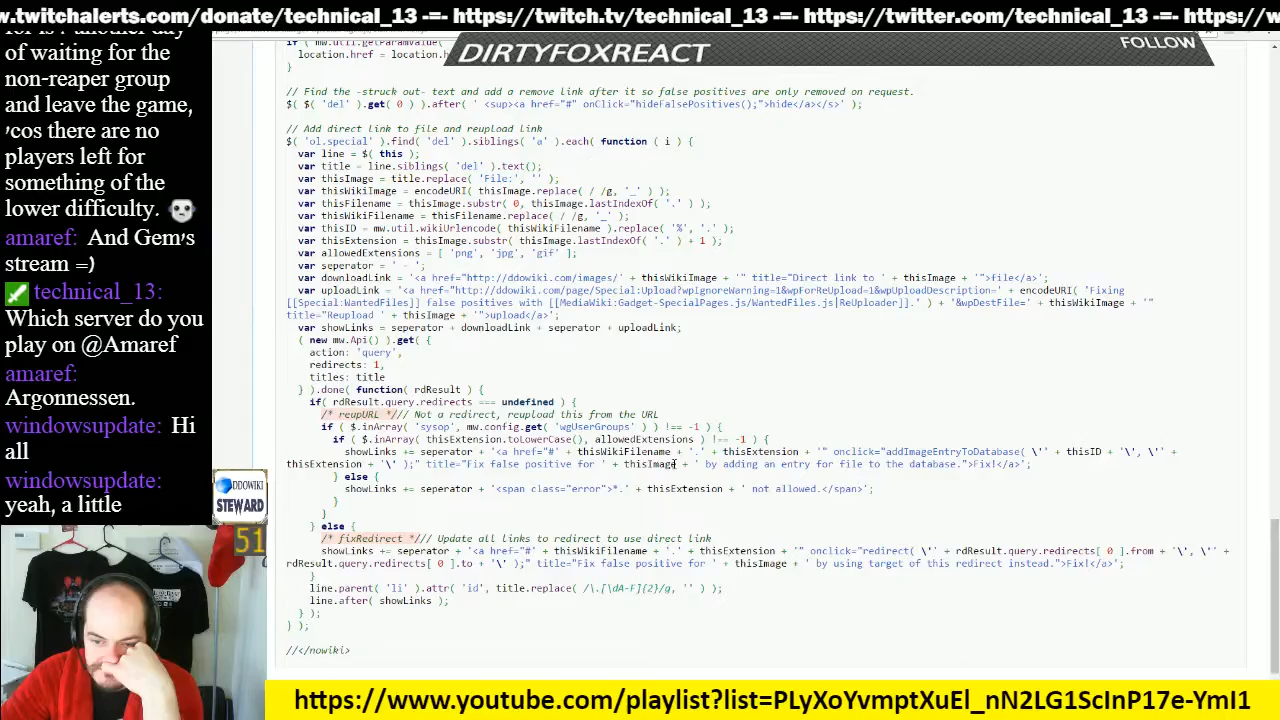 w.twitchalerts.com/donate/technical_13 -=- https://twitch.tv/technical_13 -=- https://twitter.com/technical_13 -=- https://w
DIRTYFOXREACT
FOLLOW
for is : another day
of waiting for the
non-reaper group
and leave the game,
'cos there are no
players left for
something of the
lower difficulty.
amaref: And Gem's
stream =)
technical_13:
Which server do you
play on @Amaref
amaref:
Argonnessen.
windowsupdate: Hi
all
windowsupdate:
yeah, a little
DDOWIKI
STEWARD
51
if ( mw.util.getParamValue(
location.href = location.h
}
// Find the -struck out- text and add a remove link after it so false positives are only removed on request.
$( $( 'del' ).get( 0 ) ).after( ' <sup><a href="#" onClick="hideFalsePositives();">hide</a></s>' );
// Add direct link to file and reupload link
$( 'ol.special' ).find( 'del' ).siblings( 'a' ).each( function ( i ) {
var line = $( this );
var title = line.siblings( 'del' ).text();
var thisImage = title.replace( 'File:', '' );
var thisWikiImage = encodeURI( thisImage.replace( / /g, '_' ) );
var thisFilename = thisImage.substr( 0, thisImage.lastIndexOf( '.' ) );
var thisWikiFilename = thisFilename.replace( / /g, '_' );
var thisID = mw.util.wikiUrlencode( thisWikiFilename ).replace( '%', '.' );
var thisExtension = thisImage.substr( thisImage.lastIndexOf( '.' ) + 1 );
var allowedExtensions = [ 'png', 'jpg', 'gif' ];
var seperator = ' - ';
var downloadLink = '<a href="http://ddowiki.com/images/' + thisWikiImage + '" title="Direct link to ' + thisImage + '">file</a>';
var uploadLink = '<a href="http://ddowiki.com/page/Special:Upload?wpIgnoreWarning=1&wpForReUpload=1&wpUploadDescription=' + encodeURI( 'Fixing
[[Special:WantedFiles]] false positives with [[MediaWiki:Gadget-SpecialPages.js/WantedFiles.js|ReUploader]].' ) + '&wpDestFile=' + thisWikiImage + '"
title="Reupload ' + thisImage + '">upload</a>';
var showLinks = seperator + downloadLink + seperator + uploadLink;
( new mw.Api() ).get( {
action: 'query',
redirects: 1,
titles: title
} ).done( function( rdResult ) {
if( rdResult.query.redirects === undefined ) {
/* reupURL *// // Not a redirect, reupload this from the URL
if ( $.inArray( 'sysop', mw.config.get( 'wgUserGroups' ) ) !== -1 ) {
if ( $.inArray( thisExtension.toLowerCase(), allowedExtensions ) !== -1 ) {
showLinks += seperator + '<a href="#' + thisWikiFilename + '.' + thisExtension + '" onclick="addImageEntryToDatabase( \'' + thisID + '\', \'' +
thisExtension + '\' );" title="Fix false positive for ' + thisImage + ' by adding an entry for file to the database.">Fix!</a>';
} else {
showLinks += seperator + '<span class="error">*.' + thisExtension + ' not allowed.</span>';
}
}
} else {
/* fixRedirect *// // Update all links to redirect to use direct link
showLinks += seperator + '<a href="#' + thisWikiFilename + '.' + thisExtension + '" onclick="redirect( \'' + rdResult.query.redirects[ 0 ].from + '\', \'' +
rdResult.query.redirects[ 0 ].to + '\' );" title="Fix false positive for ' + thisImage + ' by using target of this redirect instead.">Fix!</a>';
}
line.parent( 'li' ).attr( 'id', title.replace( /\.[\dA-F]{2}/g, '' ) );
line.after( showLinks );
} );
} );
//</nowiki>
https://www.youtube.com/playlist?list=PLyXoYvmptXuEl_nN2LG1ScInP17e-YmI1